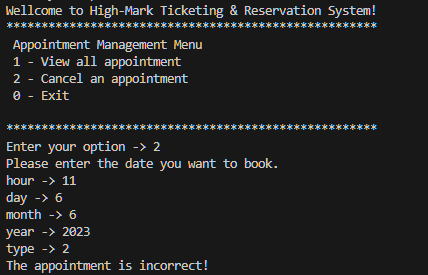 Wellcome to High-Mark Ticketing & Reservation System!
*****************************************************
Appointment Management Menu
1 - View all appointment
2 - Cancel an appointment
0 - Exit
*****************************************************
Enter your option -> 2
Please enter the date you want to book.
hour -> 11
day -> 6
month -> 6
year -> 2023
type -> 2
The appointment is incorrect!